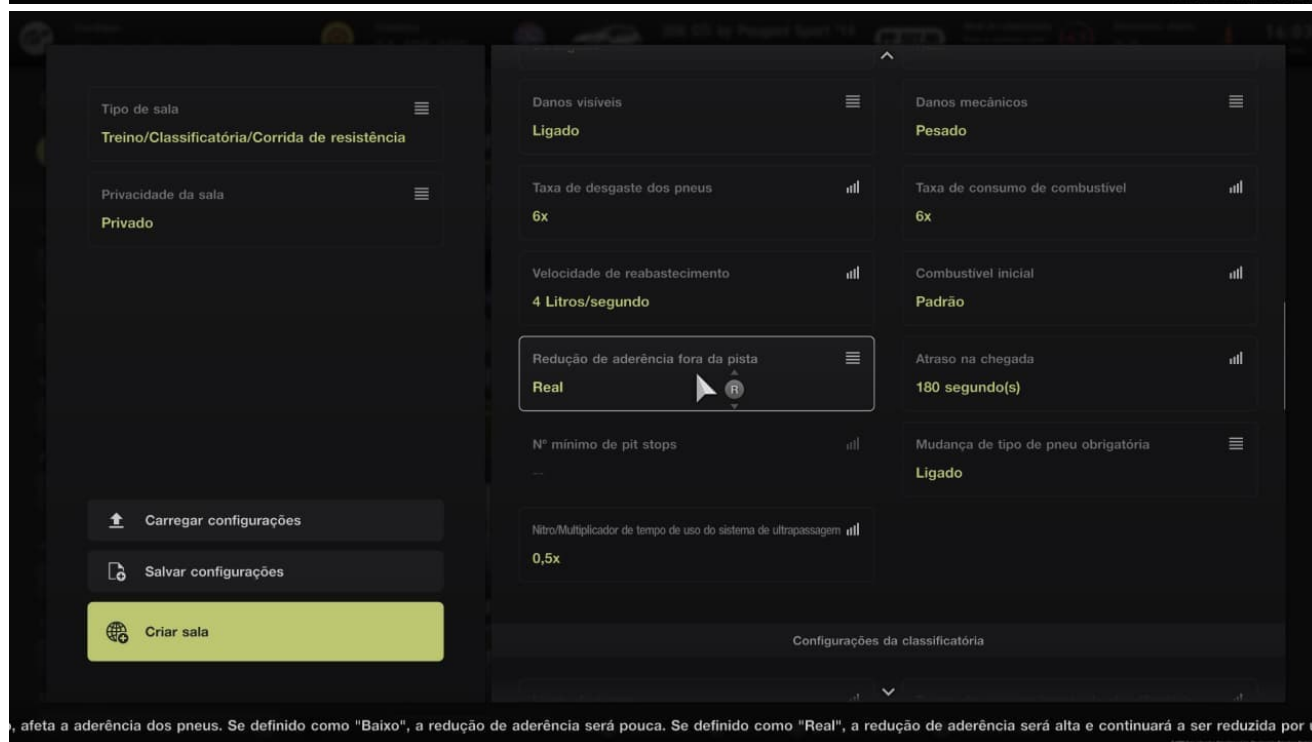 Tipo de sala
Treino/Classificatória/Corrida de resistência
Privacidade da sala
Privado
Carregar configurações
Salvar configurações
Criar sala
Danos visíveis
Ligado
Danos mecânicos
Pesado
Taxa de desgaste dos pneus
6x
Taxa de consumo de combustível
6x
Velocidade de reabastecimento
4 Litros/segundo
Combustível inicial
Padrão
Redução de aderência fora da pista
Real
R
Atraso na chegada
180 segundo(s)
Nº mínimo de pit stops
--
Mudança de tipo de pneu obrigatória
Ligado
Nitro/Multiplicador de tempo de uso do sistema de ultrapassagem
0,5x
Configurações da classificatória
, afeta a aderência dos pneus. Se definido como "Baixo", a redução de aderência será pouca. Se definido como "Real", a redução de aderência será alta e continuará a ser reduzida por